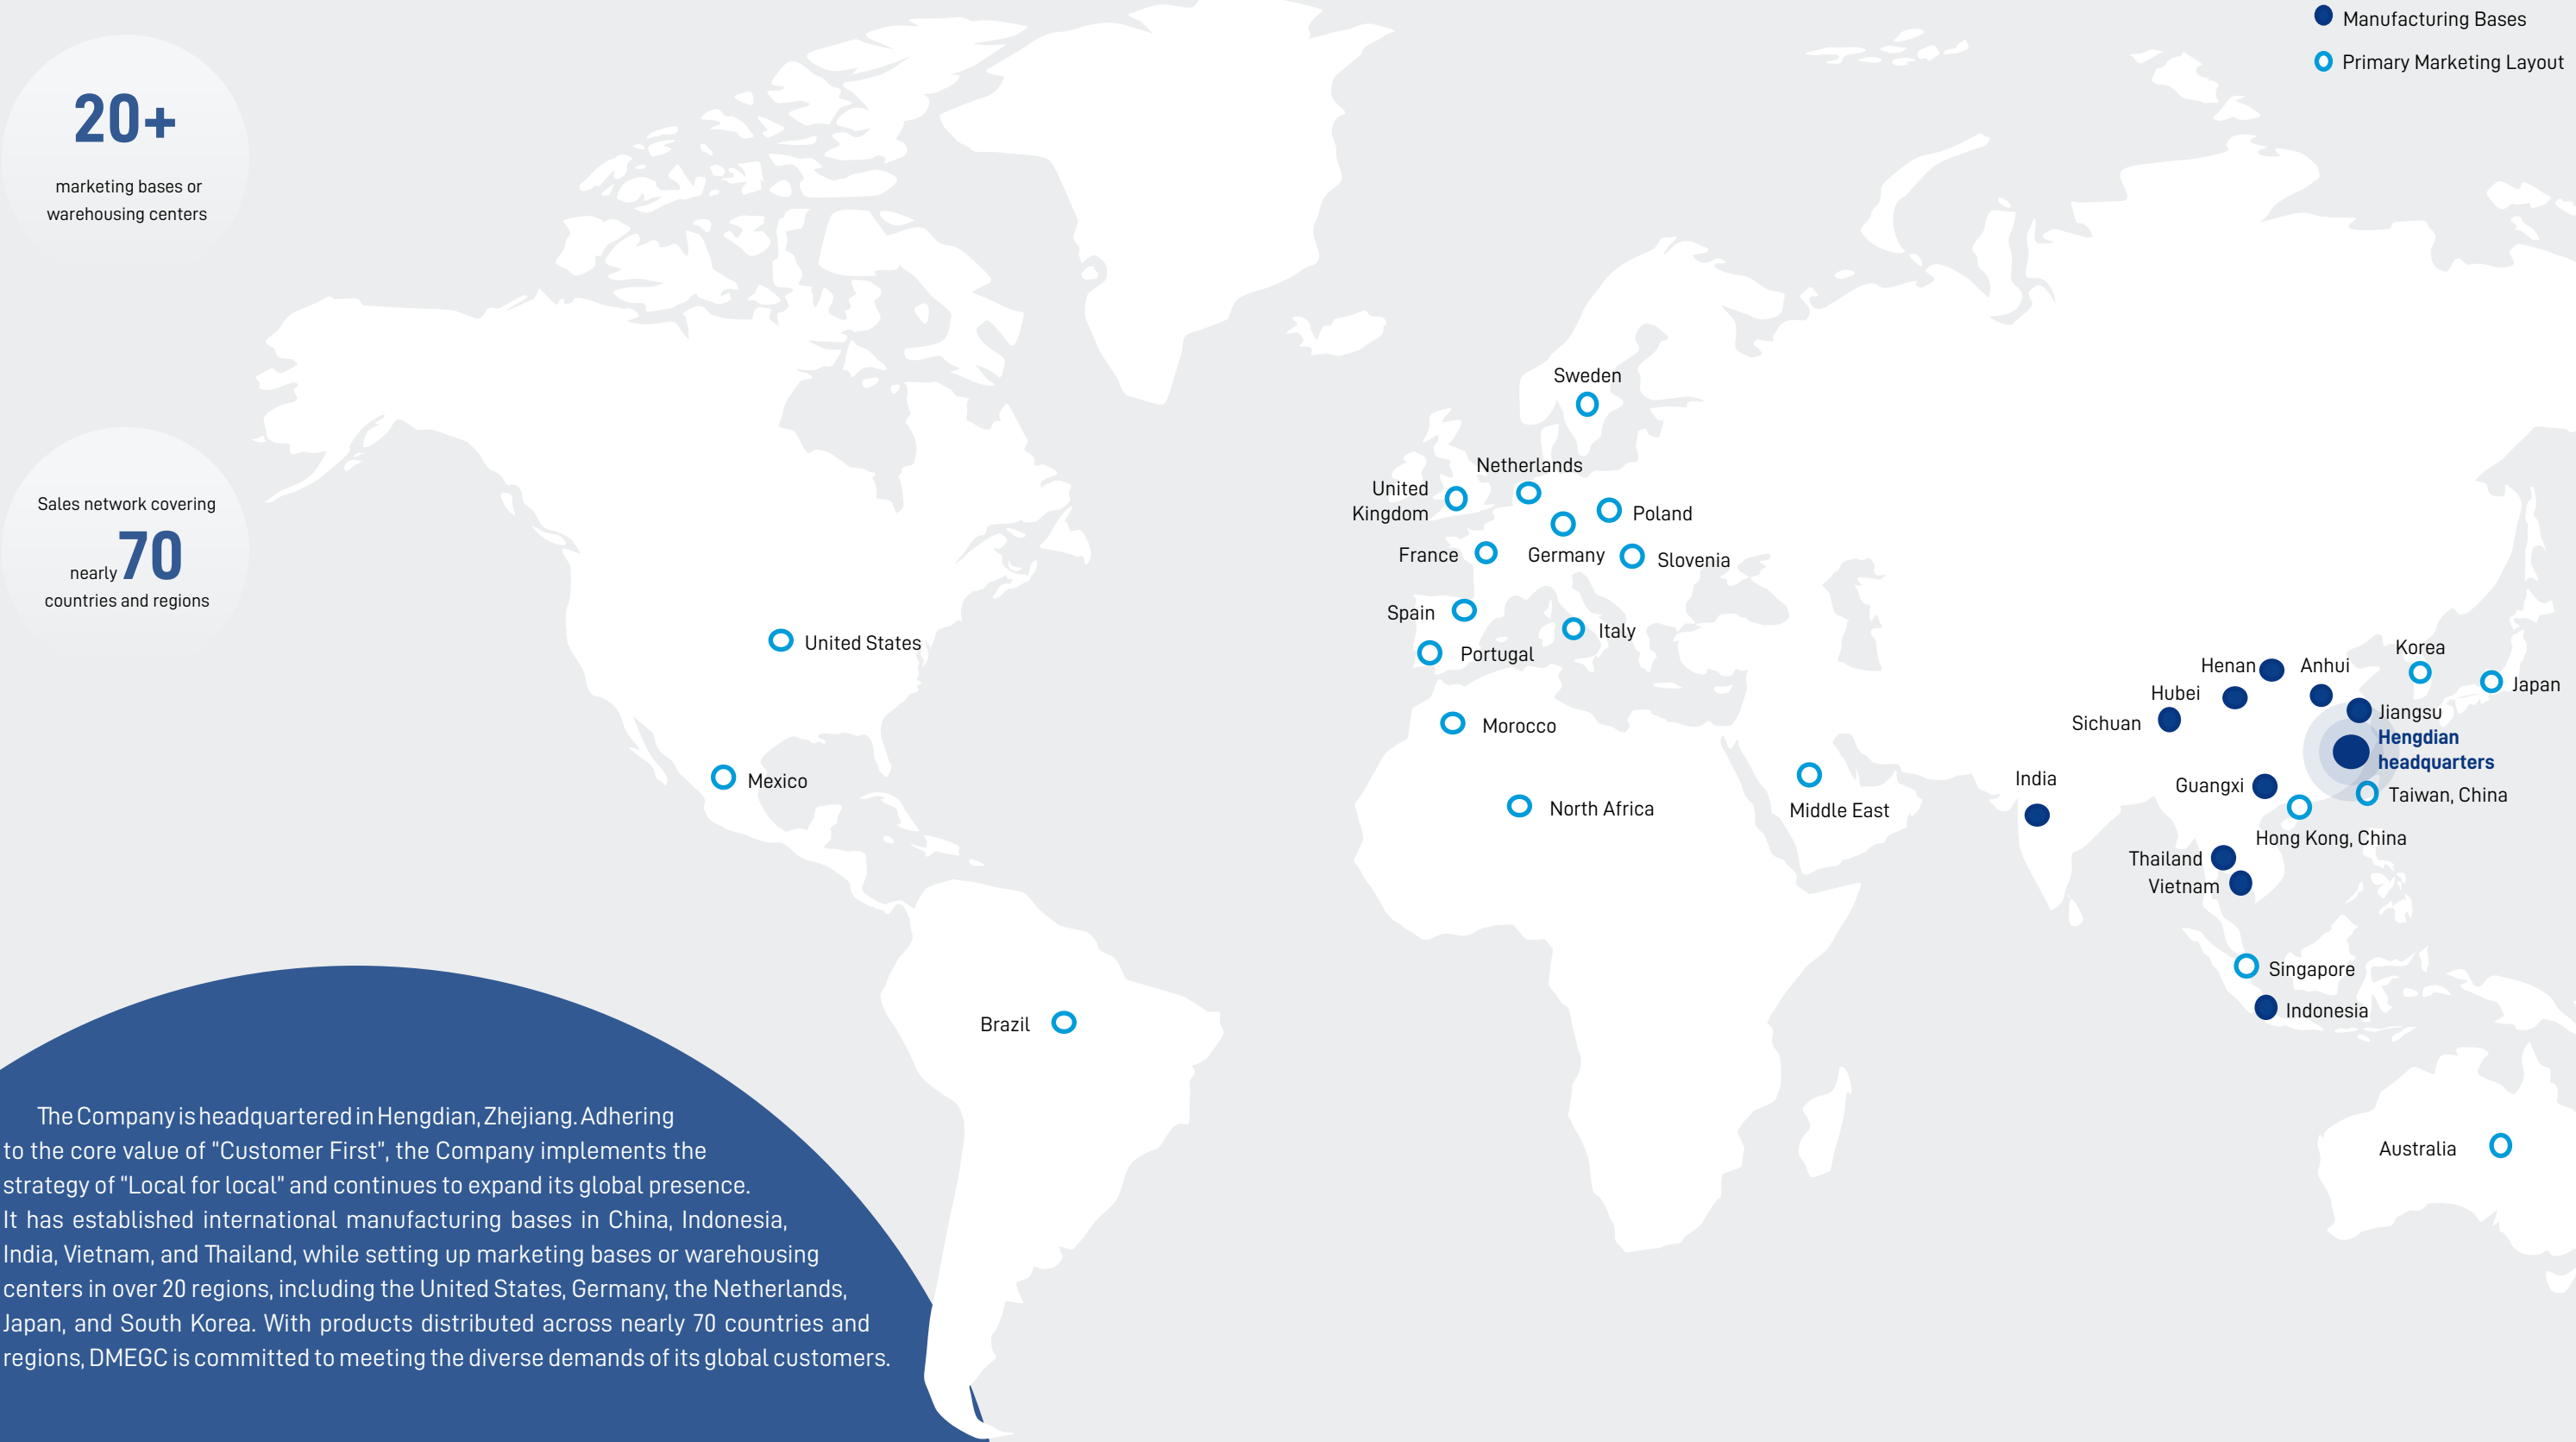 Manufacturing Bases
Primary Marketing Layout
20+
marketing bases or
warehousing centers
Sales network covering
nearly 70
countries and regions
Sweden
Netherlands
United
Kingdom
Poland
France
Germany
Slovenia
Spain
Italy
Portugal
United States
Morocco
Mexico
North Africa
Middle East
Korea
Japan
Henan
Anhui
Hubei
Sichuan
Jiangsu
Hengdian
headquarters
India
Guangxi
Taiwan, China
Hong Kong, China
Thailand
Vietnam
Singapore
Indonesia
Brazil
Australia
The Company is headquartered in Hengdian, Zhejiang. Adhering
to the core value of “Customer First”, the Company implements the
strategy of “Local for local” and continues to expand its global presence.
It has established international manufacturing bases in China, Indonesia,
India, Vietnam, and Thailand, while setting up marketing bases or warehousing
centers in over 20 regions, including the United States, Germany, the Netherlands,
Japan, and South Korea. With products distributed across nearly 70 countries and
regions, DMEGC is committed to meeting the diverse demands of its global customers.